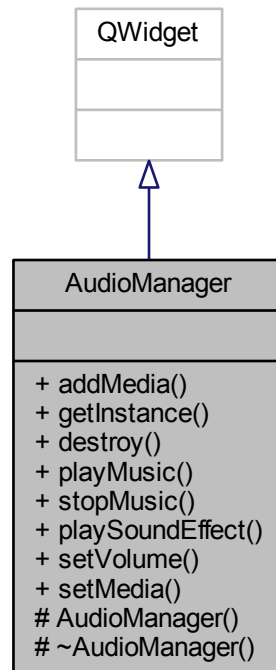 QWidget
AudioManager
+ addMedia()
+ getInstance()
+ destroy()
+ playMusic()
+ stopMusic()
+ playSoundEffect()
+ setVolume()
+ setMedia()
# AudioManager()
# ~AudioManager()